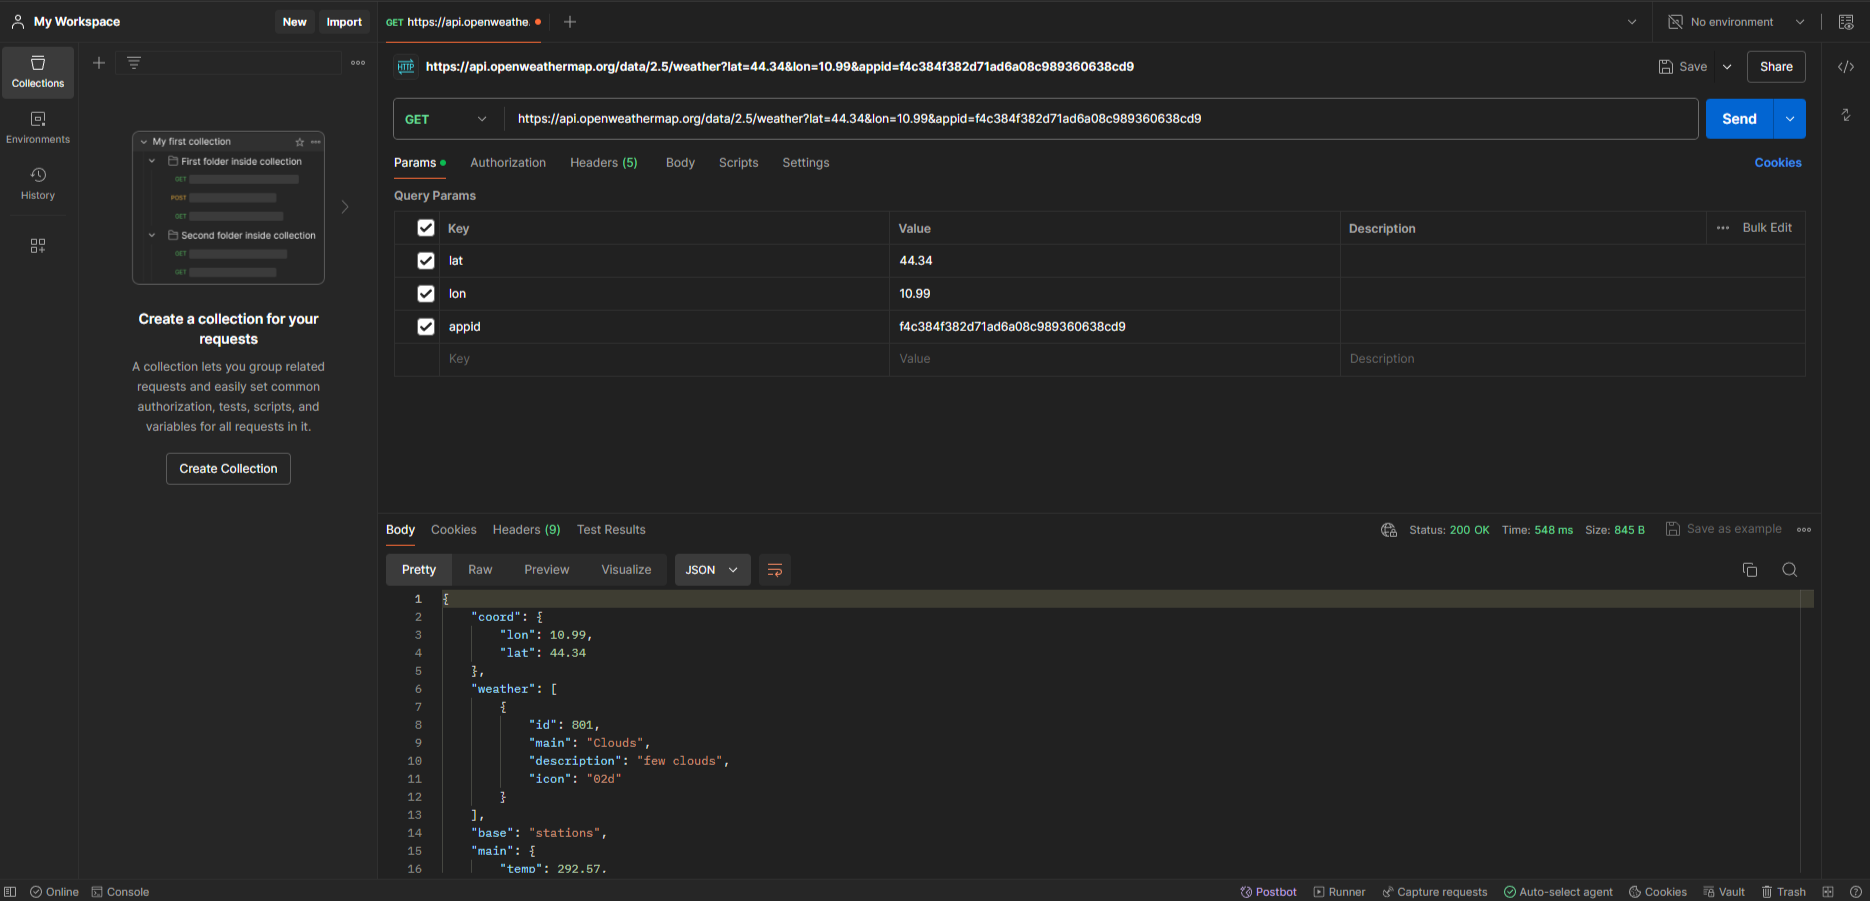 My Workspace New Import GET https://api.openweathe. No environment
Collections
Environments
History
My first collection
First folder inside collection
GET
POST
GET
Second folder inside collection
GET
GET
Create a collection for your
requests
A collection lets you group related
requests and easily set common
authorization, tests, scripts, and
variables for all requests in it.
Create Collection
HTTP https://api.openweathermap.org/data/2.5/weather?lat=44.34&lon=10.99&appid=f4c384f382d71ad6a08c989360638cd9 Save Share
GET https://api.openweathermap.org/data/2.5/weather?lat=44.34&lon=10.99&appid=f4c384f382d71ad6a08c989360638cd9 Send
Params Authorization Headers (5) Body Scripts Settings Cookies
Query Params
Key Value Description Bulk Edit
lat 44.34
lon 10.99
appid f4c384f382d71ad6a08c989360638cd9
Key Value Description
Body Cookies Headers (9) Test Results Status: 200 OK Time: 548 ms Size: 845 B Save as example
Pretty Raw Preview Visualize JSON
1 {
2 "coord": {
3 "lon": 10.99,
4 "lat": 44.34
5 },
6 "weather": [
7 {
8 "id": 801,
9 "main": "Clouds",
10 "description": "few clouds",
11 "icon": "02d"
12 }
13 ],
14 "base": "stations",
15 "main": {
16 "temp": 292.57,
Online Console Postbot Runner Capture requests Auto-select agent Cookies Vault Trash